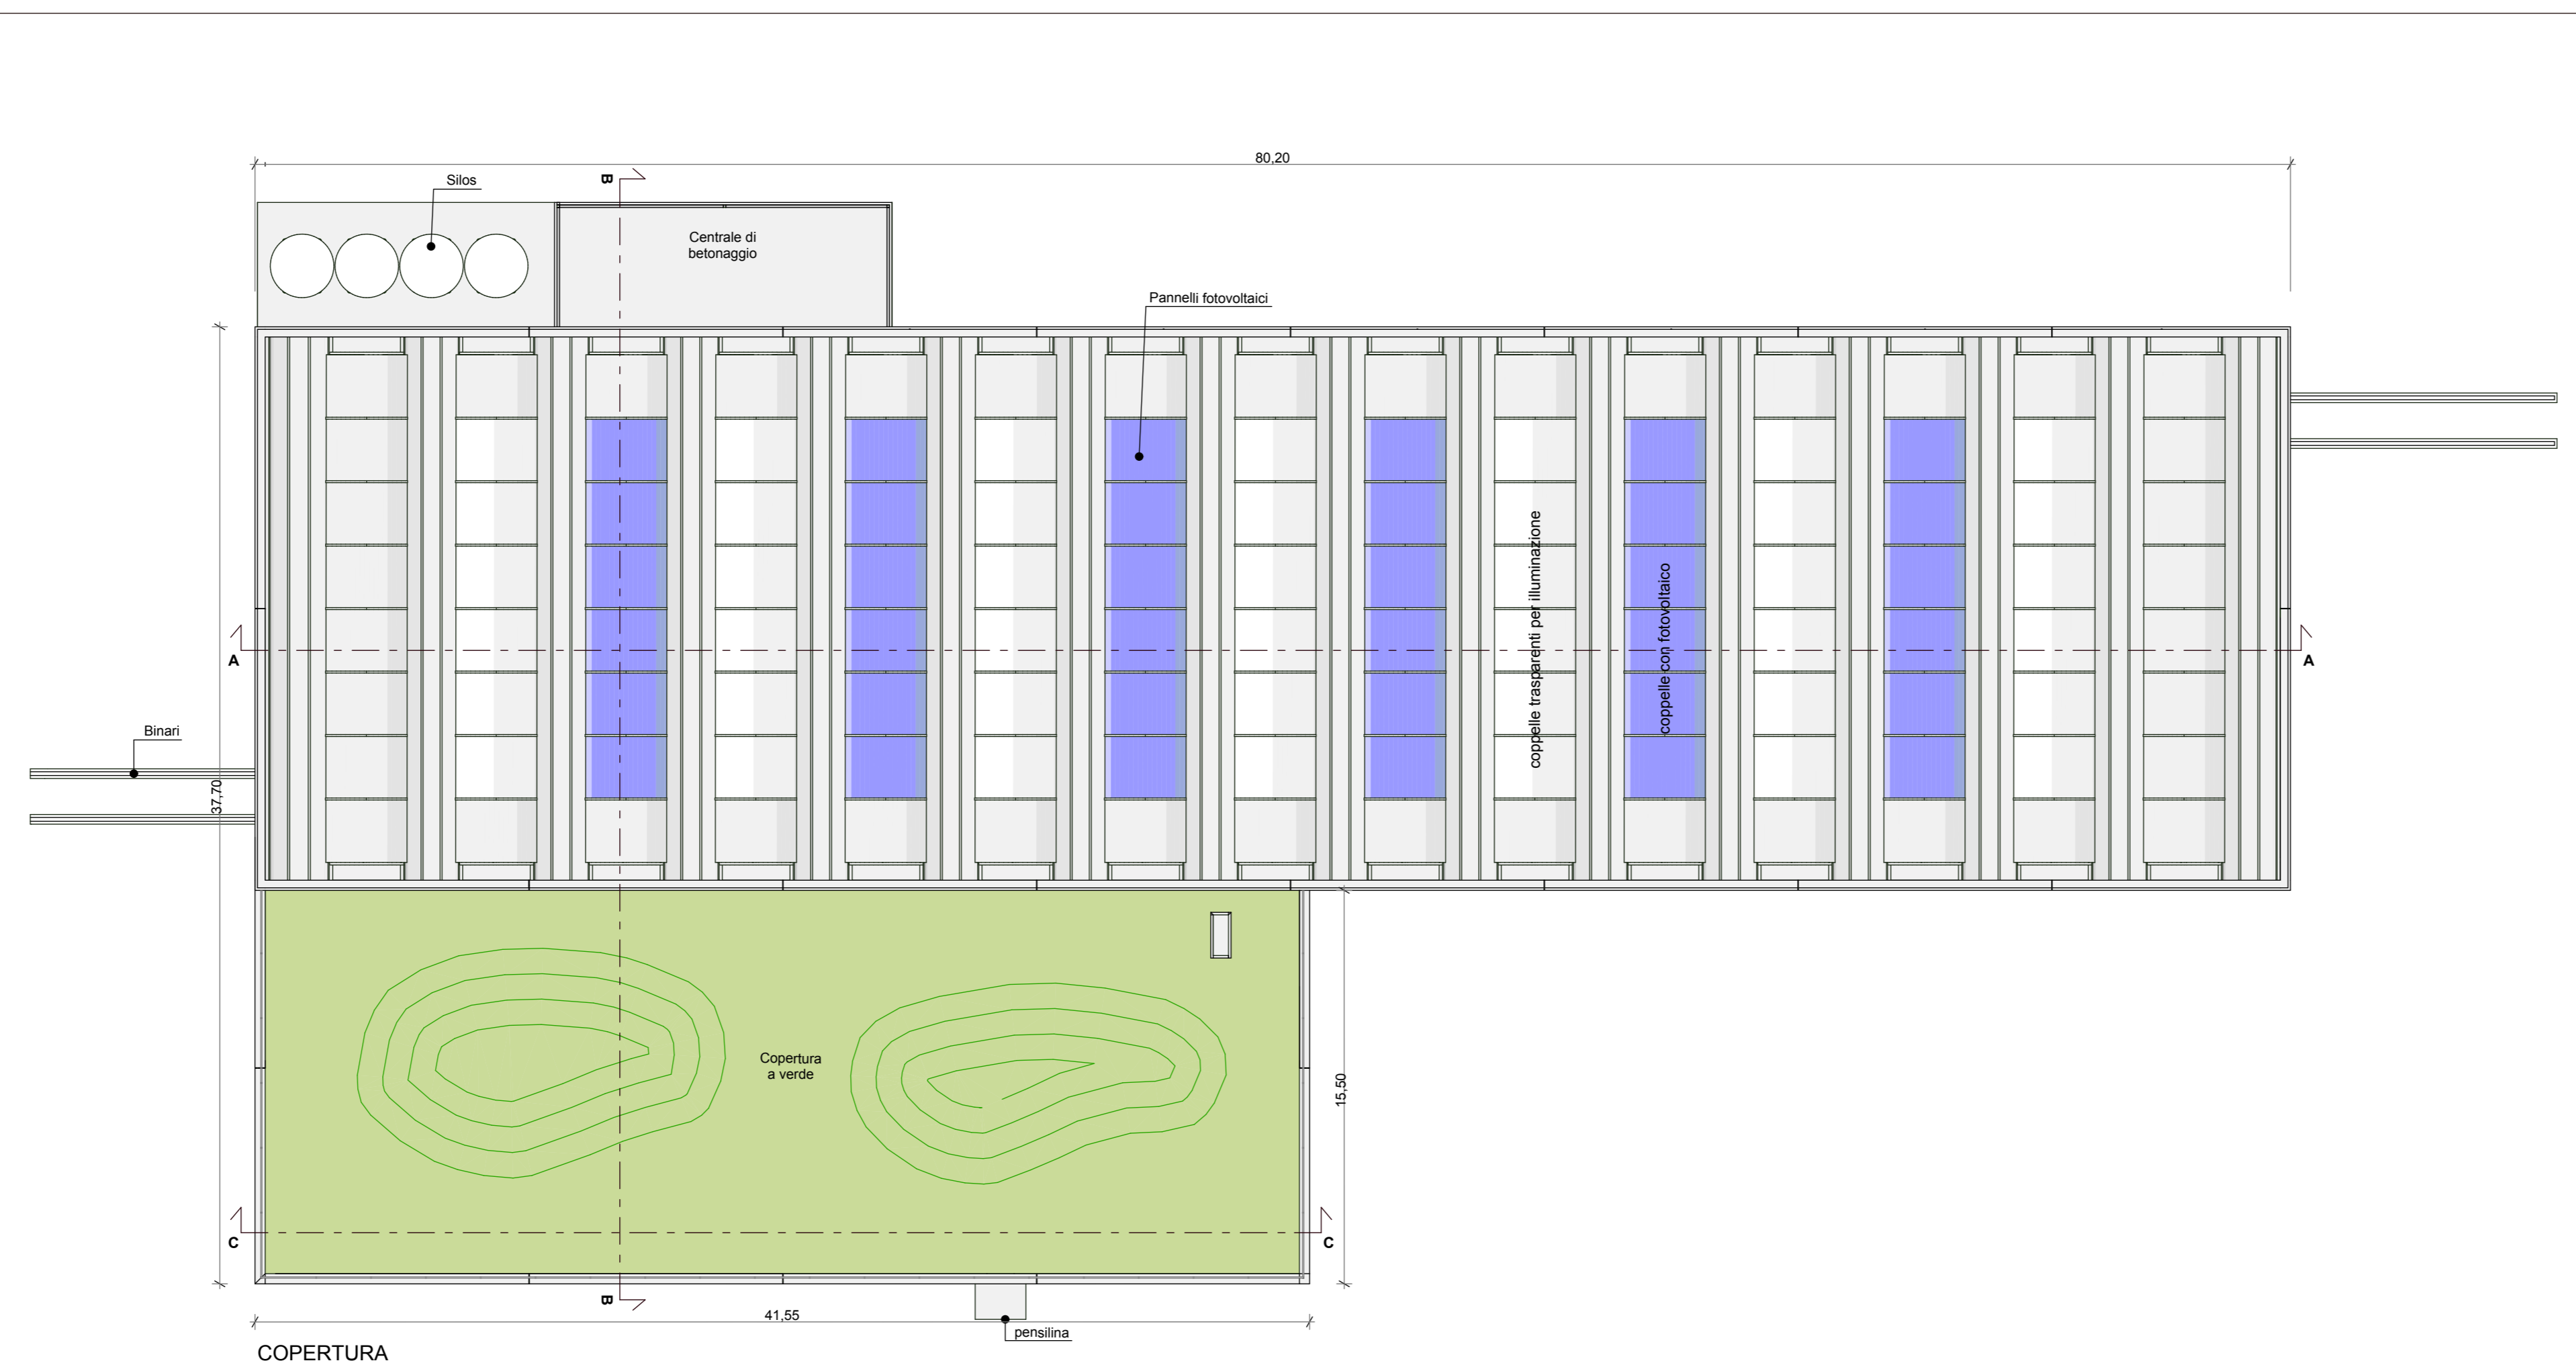 80,20
B
Silos
Centrale di
betonaggio
Pannelli fotovoltaici
coppelle trasparenti per illuminazione
coppelle con fotovoltaico
A
A
Binari
37,70
Copertura
a verde
15,50
C
C
B
41,55
pensilina
COPERTURA